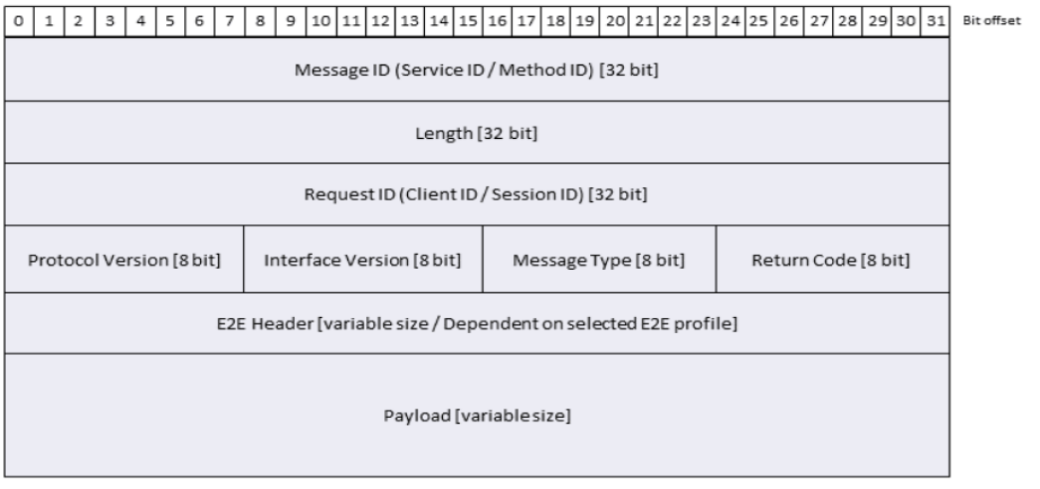 0 1 2 3 4 5 6 7 8 9 10 11 12 13 14 15 16 17 18 19 20 21 22 23 24 25 26 27 28 29 30 31 Bit offset
Message ID (Service ID / Method ID) [32 bit]
Length [32 bit]
Request ID (Client ID / Session ID) [32 bit]
Protocol Version [8 bit] Interface Version [8 bit] Message Type [8 bit] Return Code [8 bit]
E2E Header [variable size / Dependent on selected E2E profile]
Payload [variable size]